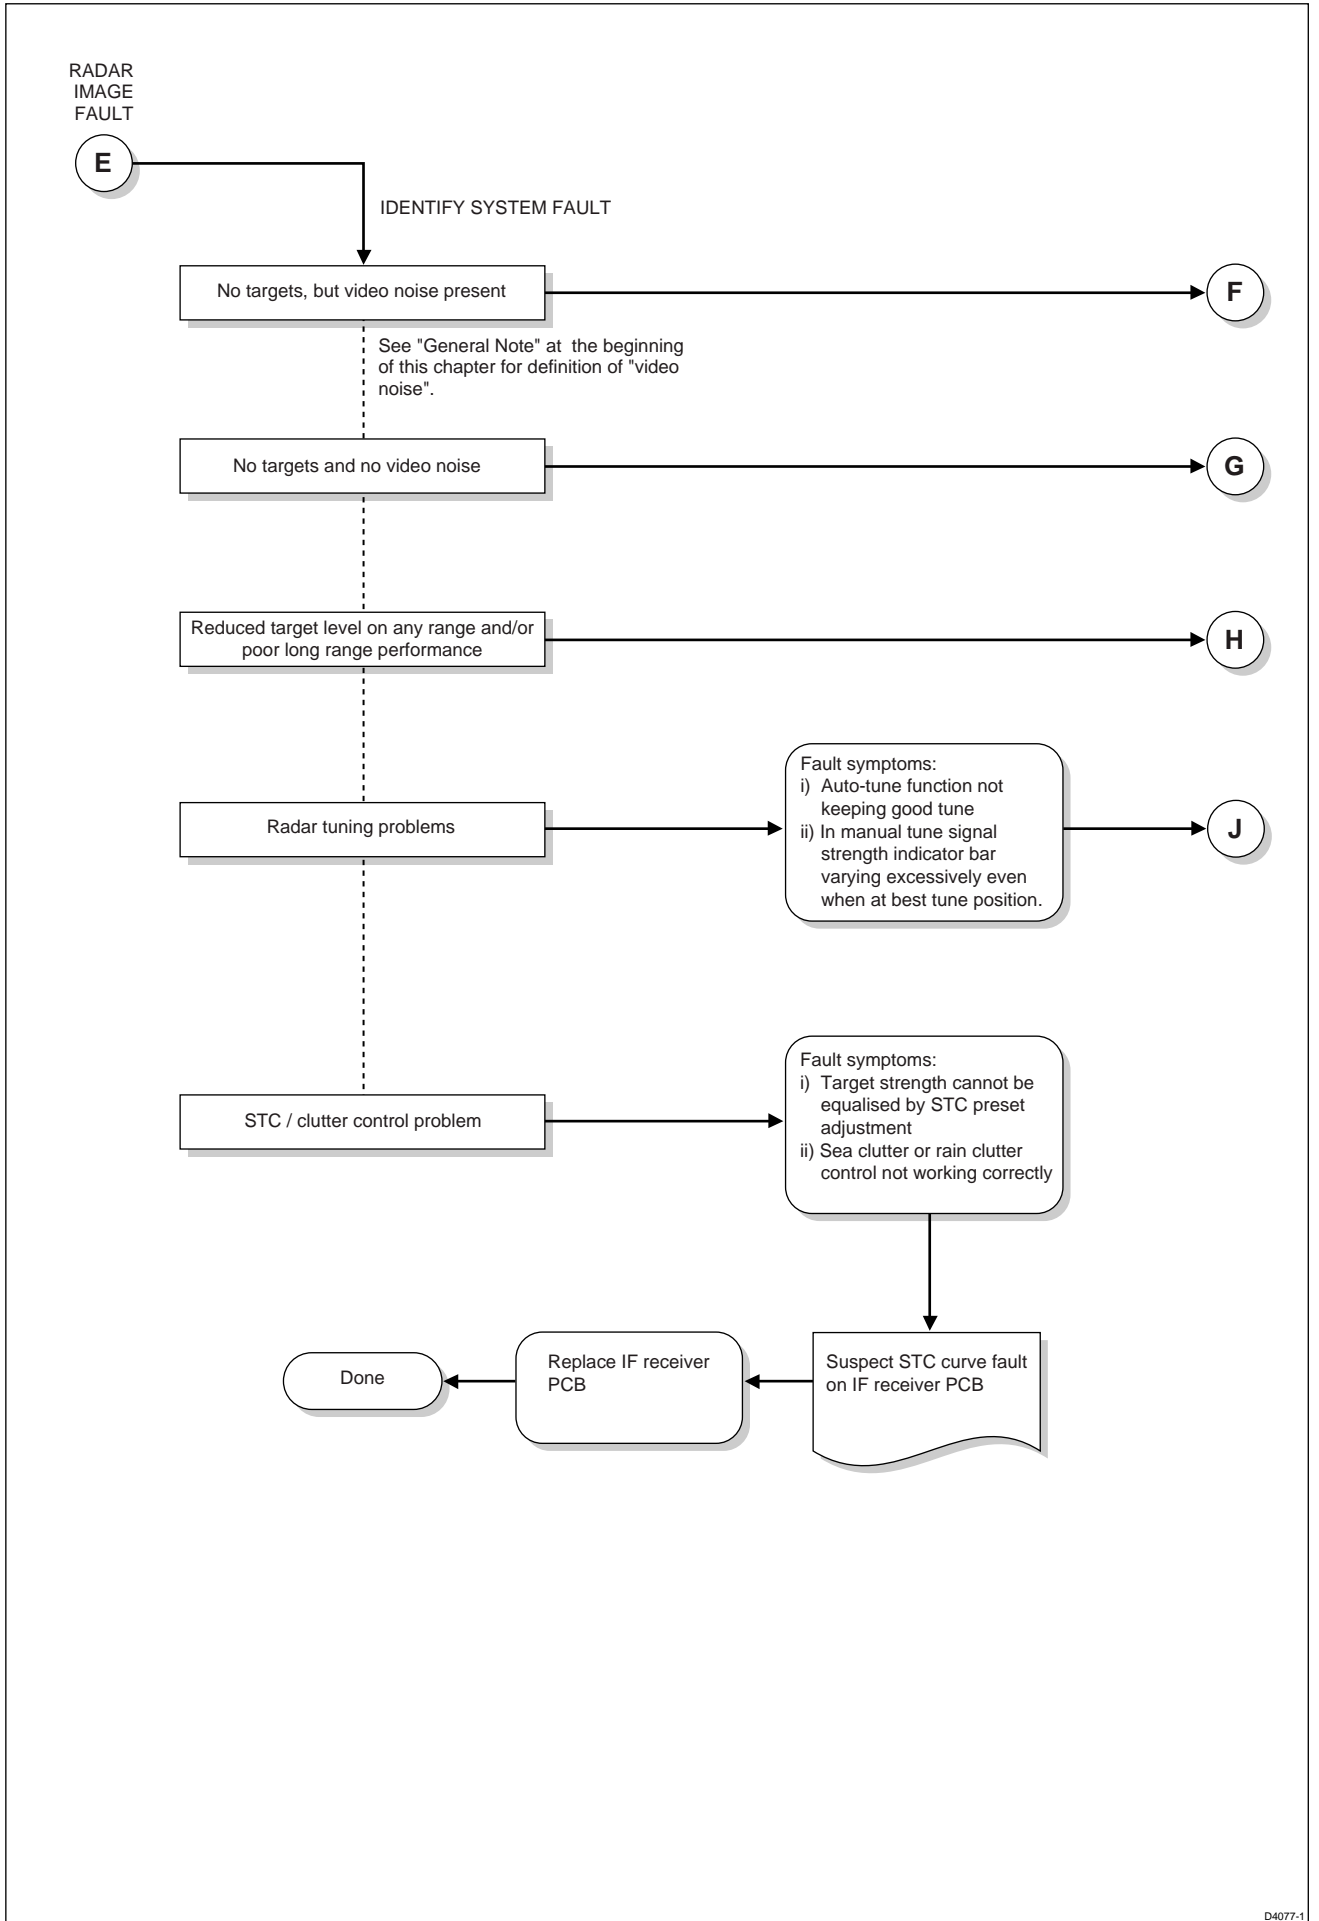 RADAR
IMAGE
FAULT
E
IDENTIFY SYSTEM FAULT
No targets, but video noise present
F
See "General Note" at the beginning
of this chapter for definition of "video
noise".
No targets and no video noise
G
Reduced target level on any range and/or
poor long range performance
H
Radar tuning problems
Fault symptoms:
i) Auto-tune function not
keeping good tune
ii) In manual tune signal
strength indicator bar
varying excessively even
when at best tune position.
J
STC / clutter control problem
Fault symptoms:
i) Target strength cannot be
equalised by STC preset
adjustment
ii) Sea clutter or rain clutter
control not working correctly
Done
Replace IF receiver
PCB
Suspect STC curve fault
on IF receiver PCB
D4077-1